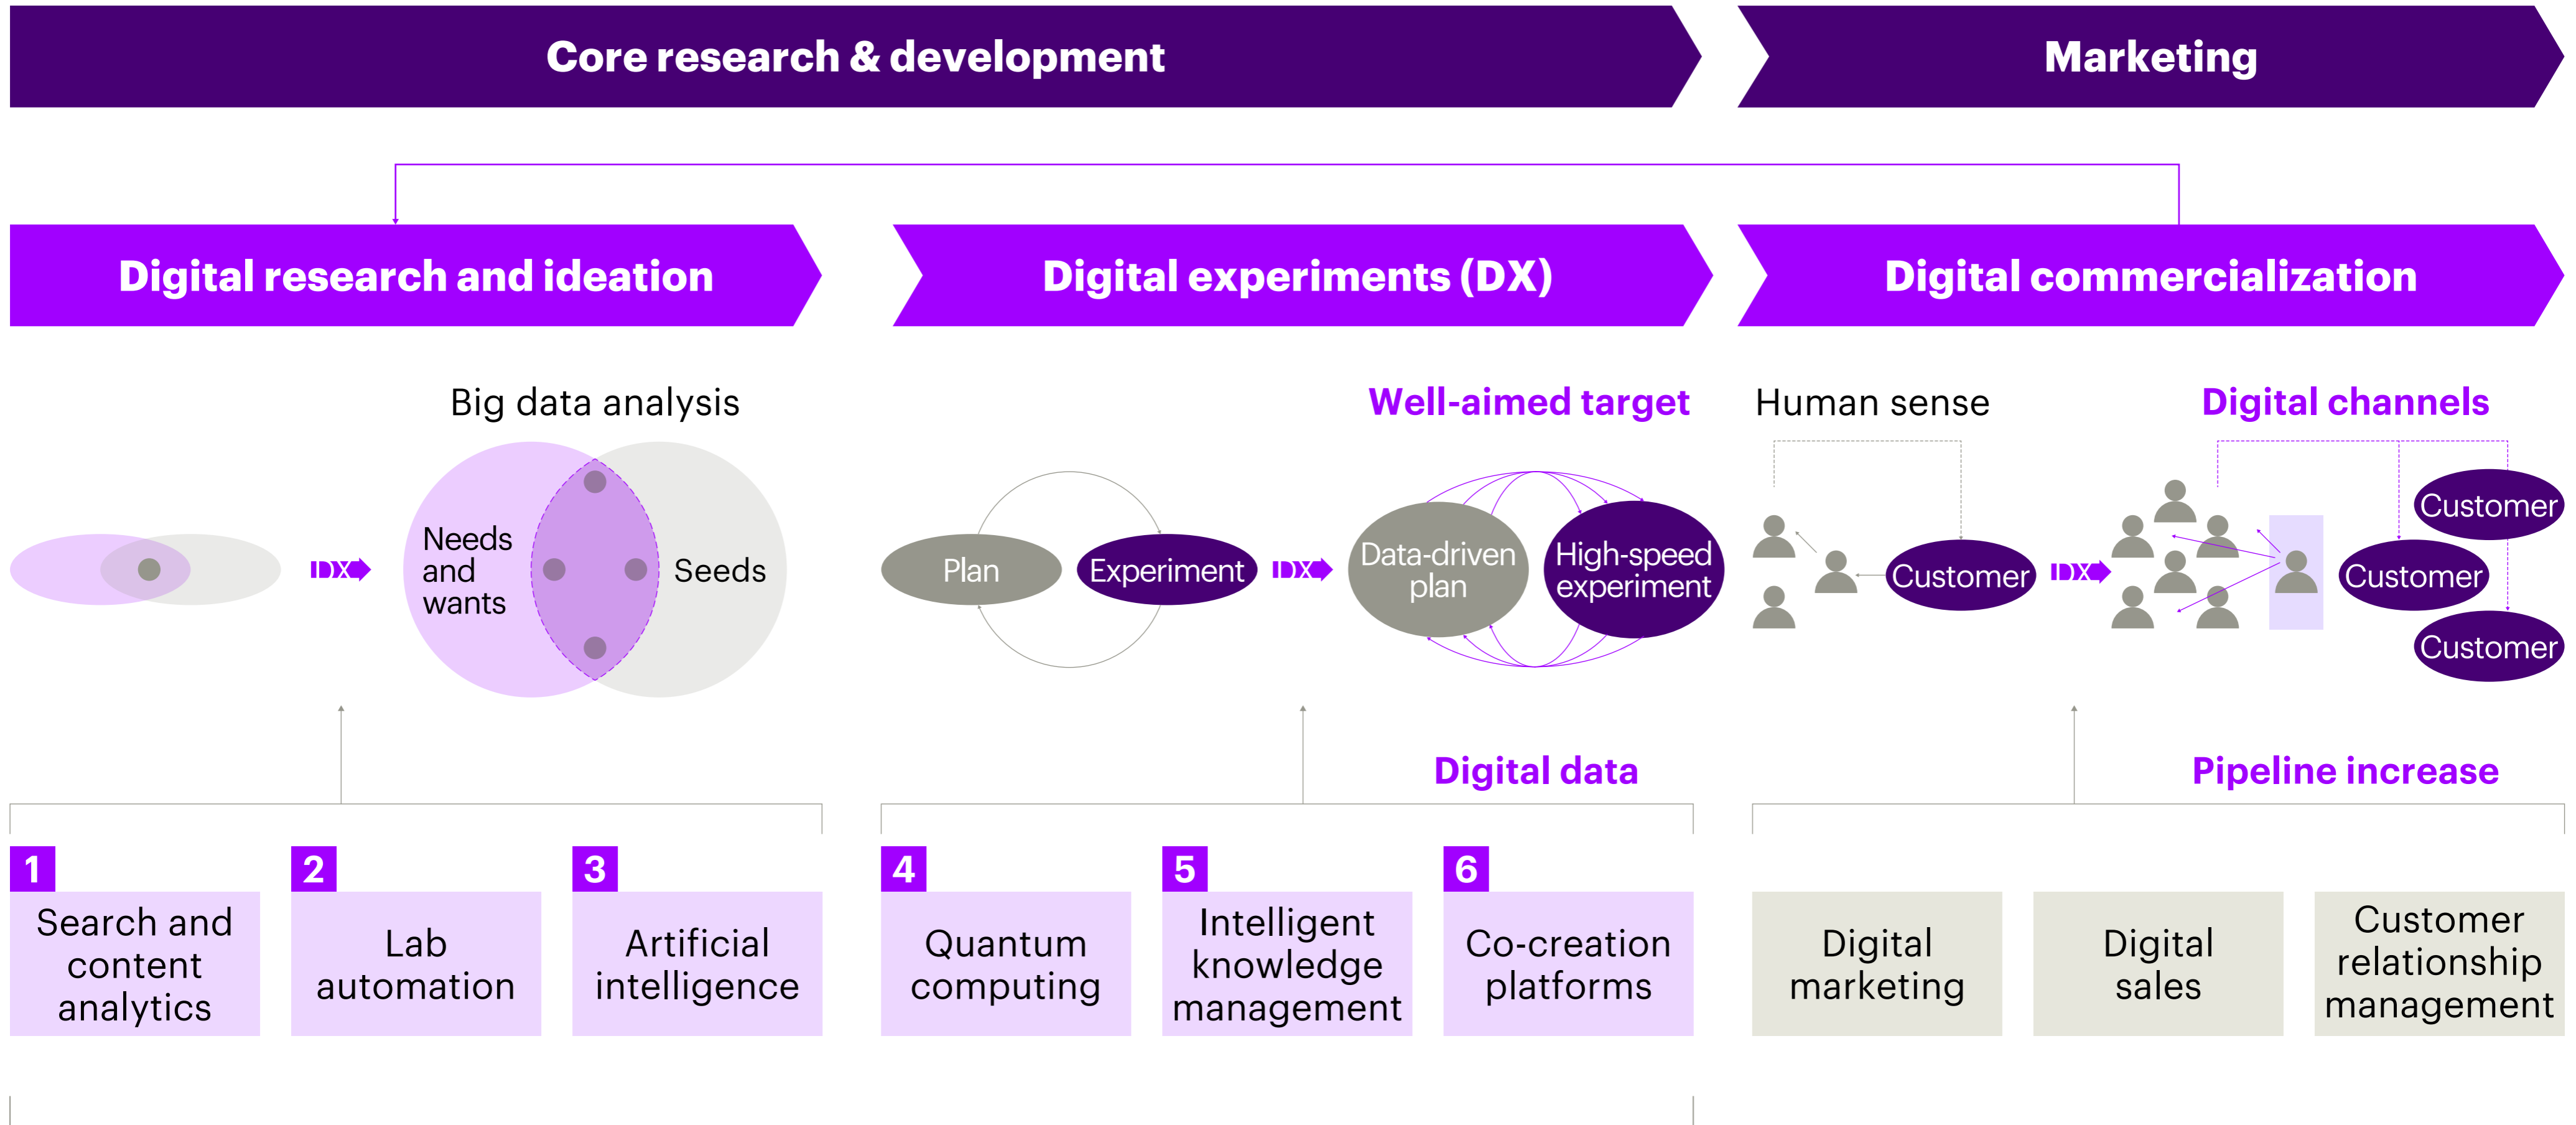 Core research & development
Marketing
Digital research and ideation
Digital experiments (DX)
Digital commercialization
Big data analysis
Needs
and
wants
Seeds
DX
Well-aimed target
Plan
Experiment
DX
Data-driven
plan
High-speed
experiment
Human sense
Digital channels
Customer
DX
Customer
Customer
Customer
Digital data
Pipeline increase
1
Search and
content
analytics
2
Lab
automation
3
Artificial
intelligence
4
Quantum
computing
5
Intelligent
knowledge
management
6
Co-creation
platforms
Digital
marketing
Digital
sales
Customer
relationship
management